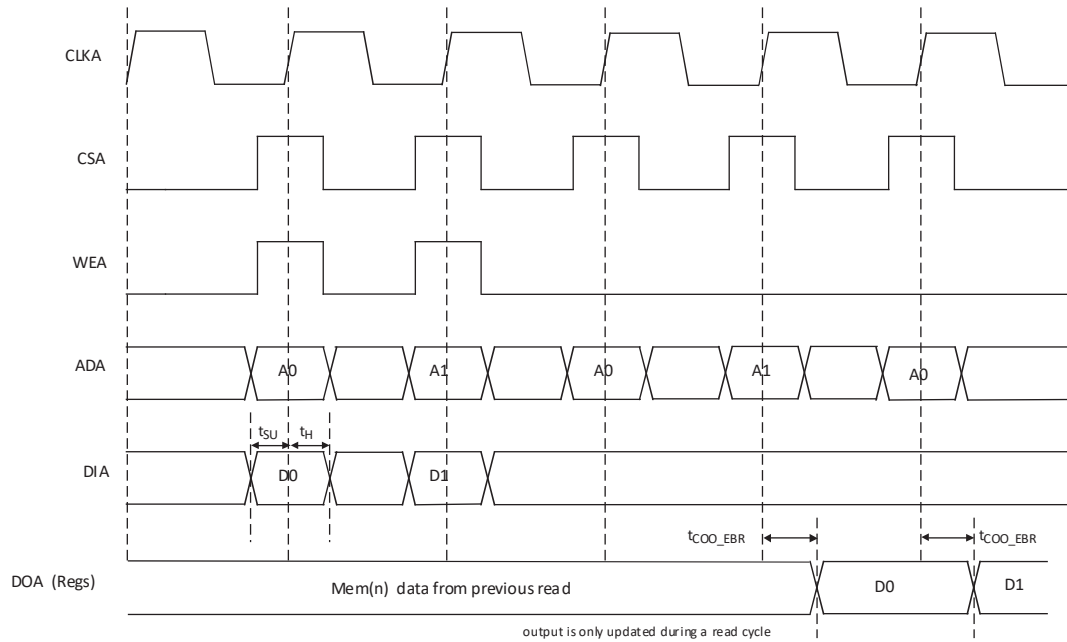 CLKA
CSA
WEA
ADA
A0
A1
A0
A1
A0
tSU
tH
DIA
D0
D1
tCOO_EBR
tCOO_EBR
DOA (Regs)
Mem(n) data from previous read
D0
D1
output is only updated during a read cycle